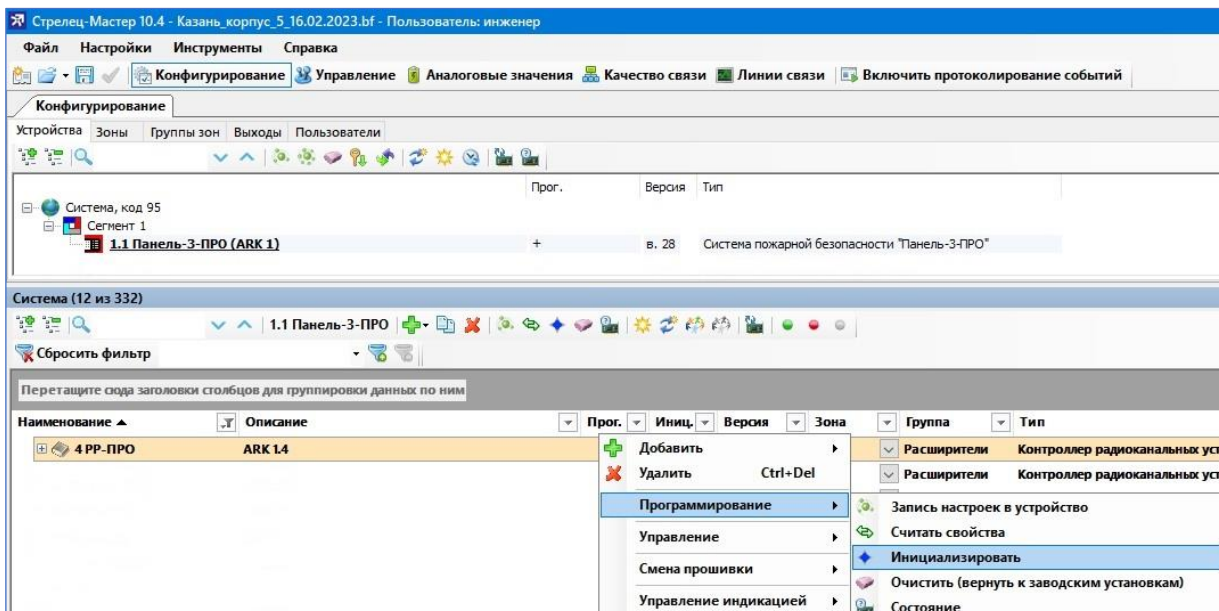 Стрелец-Мастер 10.4 - Казань_корпус_5_16.02.2023.bf - Пользователь: инженер
Файл Настройки Инструменты Справка
Конфигурирование Управление Аналоговые значения Качество связи Линии связи Включить протоколирование событий
Конфигурирование
Устройства Зоны Группы зон Выходы Пользователи
Прог. Версия Тип
Система, код 95
Сегмент 1
1.1 Панель-3-ПРО (ARK 1) + в. 28 Система пожарной безопасности "Панель-3-ПРО"
Система (12 из 332)
1.1 Панель-3-ПРО
Сбросить фильтр
Перетащите сюда заголовки столбцов для группировки данных по ним
Наименование Описание Прог. Иниц. Версия Зона Группа Тип
4 РР-ПРО ARK 1.4 Добавить Расширители Контроллер радиоканальных уст
Удалить Ctrl+Del Расширители Контроллер радиоканальных уст
Программирование Запись настроек в устройство
Управление Считать свойства
Инициализировать
Смена прошивки Очистить (вернуть к заводским установкам)
Управление индикацией Состояние